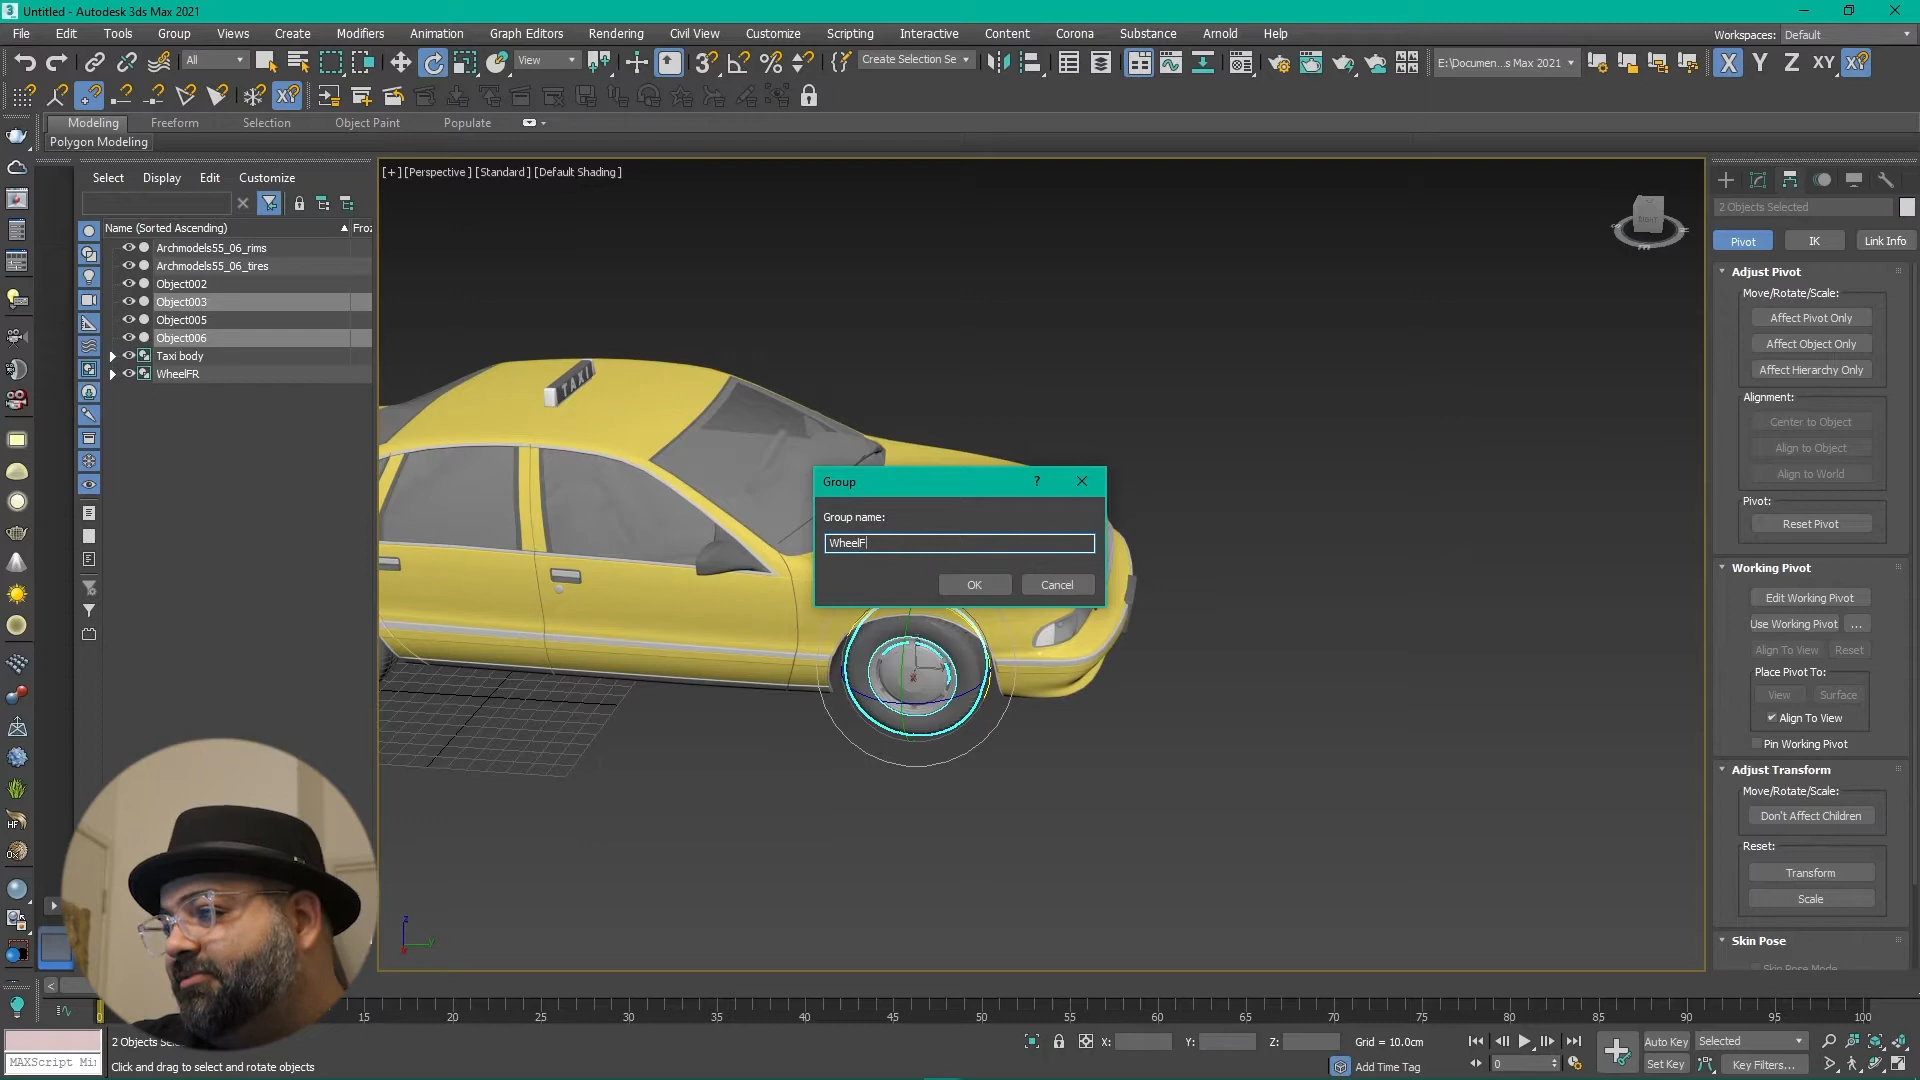 Untitled - Autodesk 3ds Max 2021
File Edit Tools Group Views Create Modifiers Animation Graph Editors Rendering Civil View Customize Scripting Interactive Content Corona Substance Arnold Help
Workspaces: Default
All
View
Create Selection Se
E:\Documen...s Max 2021
X Y Z XY XY
Modeling Freeform Selection Object Paint Populate
Polygon Modeling
Select Display Edit Customize
Name (Sorted Ascending) Froz
Archmodels55_06_rims
Archmodels55_06_tires
Object002
Object003
Object005
Object006
Taxi body
WheelFR
[+] [Perspective ] [Standard ] [Default Shading ]
RIGHT
TAXI
Group ?
Group name:
WheelF
OK Cancel
2 Objects Selected
Pivot IK Link Info
Adjust Pivot
Move/Rotate/Scale:
Affect Pivot Only
Affect Object Only
Affect Hierarchy Only
Alignment:
Center to Object
Align to Object
Align to World
Pivot:
Reset Pivot
Working Pivot
Edit Working Pivot
Use Working Pivot ...
Align To View Reset
Place Pivot To:
View Surface
Align To View
Pin Working Pivot
Adjust Transform
Move/Rotate/Scale:
Don't Affect Children
Reset:
Transform
Scale
Skin Pose
Skin Pose Mode
z
y
15 20 25 30 35 40 45 50 55 60 65 70 75 80 85 90 95 100
2 Objects Sele
MAXScript Mi
Click and drag to select and rotate objects
X: Y: Z: Grid = 10.0cm
Add Time Tag
0
Auto Key Selected
Set Key Key Filters...